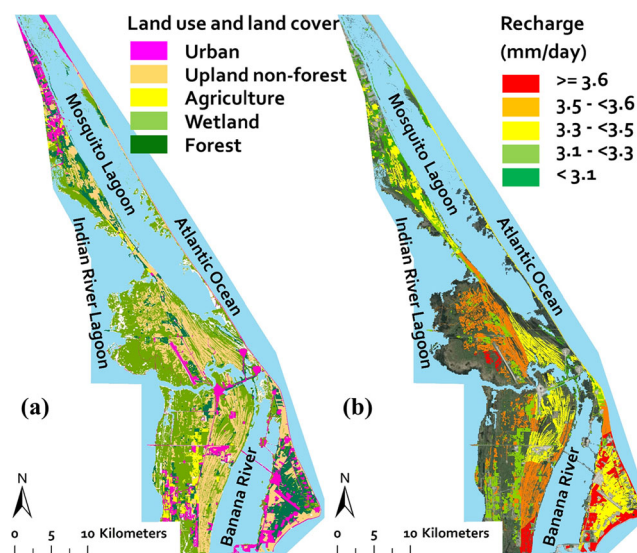 Land use and land cover
Urban
Upland non-forest
Agriculture
Wetland
Forest
Mosquito Lagoon
Atlantic Ocean
Indian River Lagoon
(a)
Banana River
N
0 5 10 Kilometers
Recharge
(mm/day)
>= 3.6
3.5 - <3.6
3.3 - <3.5
3.1 - <3.3
< 3.1
Mosquito Lagoon
Atlantic Ocean
Indian River Lagoon
(b)
Banana River
N
0 5 10 Kilometers